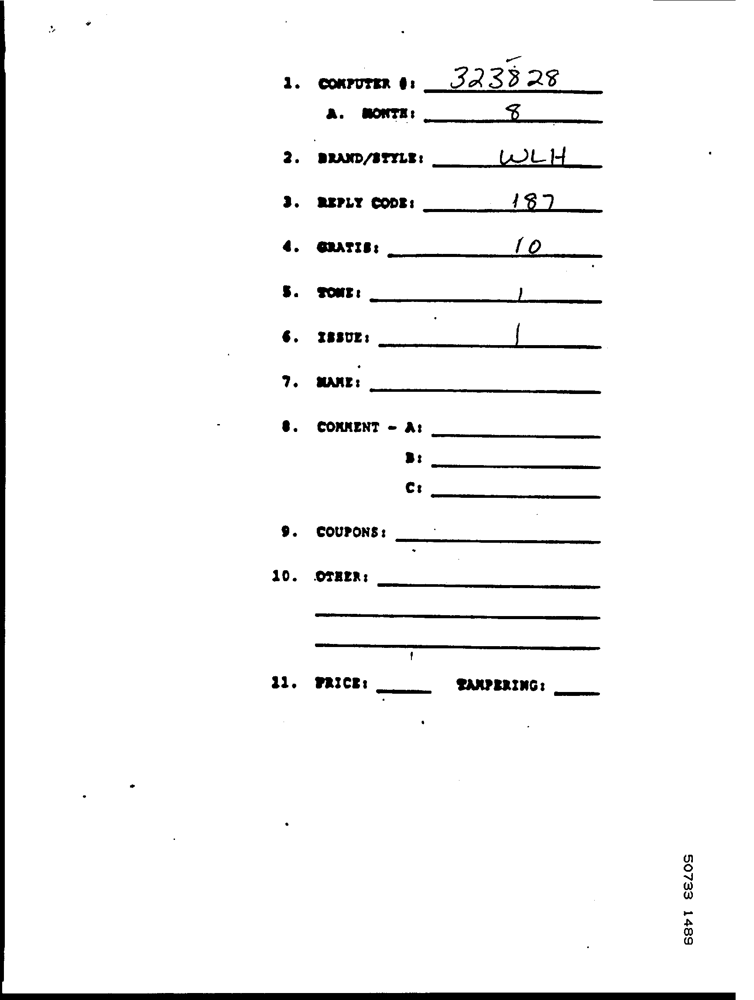 1. COMPUTER #: 323828
A. MONTH: 8
2. BRAND/STYLE: WLH
3. REPLY CODE: 187
4. GRATIS: 10
5. TONE: 1
6. ISSUE: 1
7. NAME:
8. COMMENT - A:
B:
C:
9. COUPONS:
10. OTHER:
11. PRICE: TAMPERING:
50733 1489